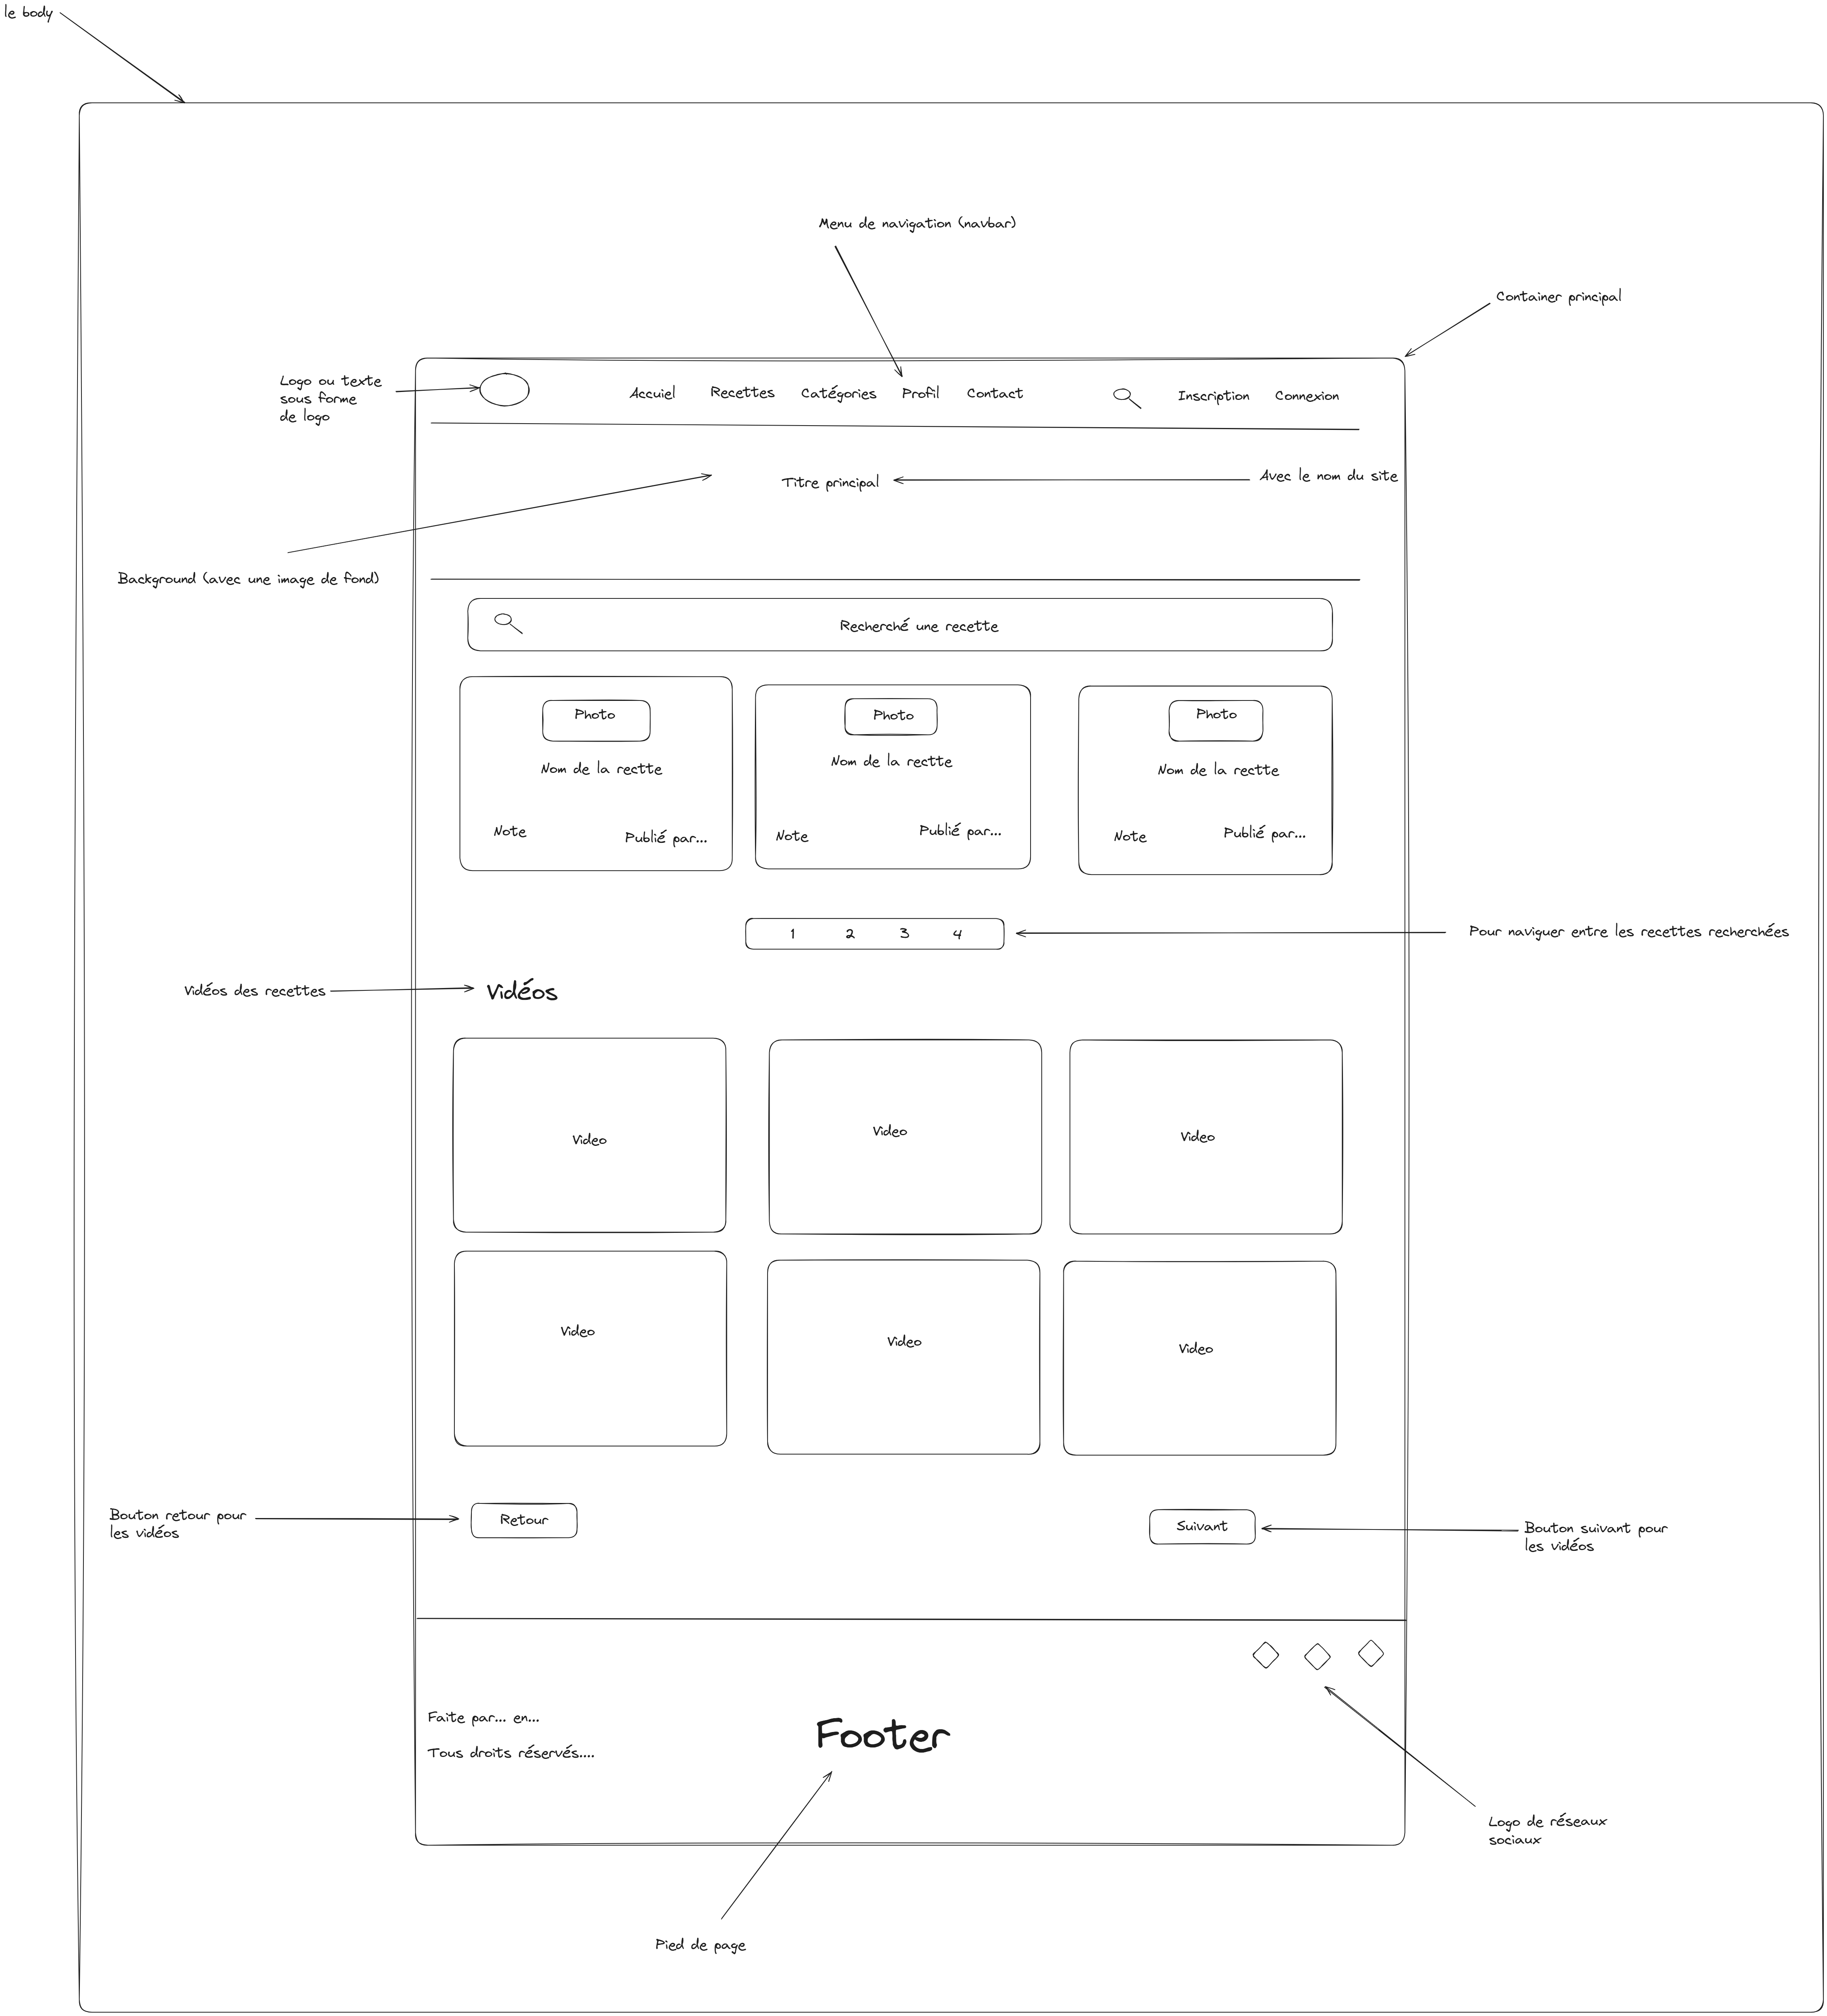 le body
Menu de navigation (navbar)
Container principal
Logo ou texte
sous forme
de logo
Accuiel
Recettes
Catégories
Profil
Contact
Inscription
Connexion
Titre principal
Avec le nom du site
Background (avec une image de fond)
Recherché une recette
Photo
Nom de la rectte
Note
Publié par...
Photo
Nom de la rectte
Note
Publié par...
Photo
Nom de la rectte
Note
Publié par...
1 2 3 4
Pour naviguer entre les recettes recherchées
Vidéos des recettes
Vidéos
Video
Video
Video
Video
Video
Video
Bouton retour pour
les vidéos
Retour
Suivant
Bouton suivant pour
les vidéos
Faite par... en...
Tous droits réservés....
Footer
Logo de réseaux
sociaux
Pied de page